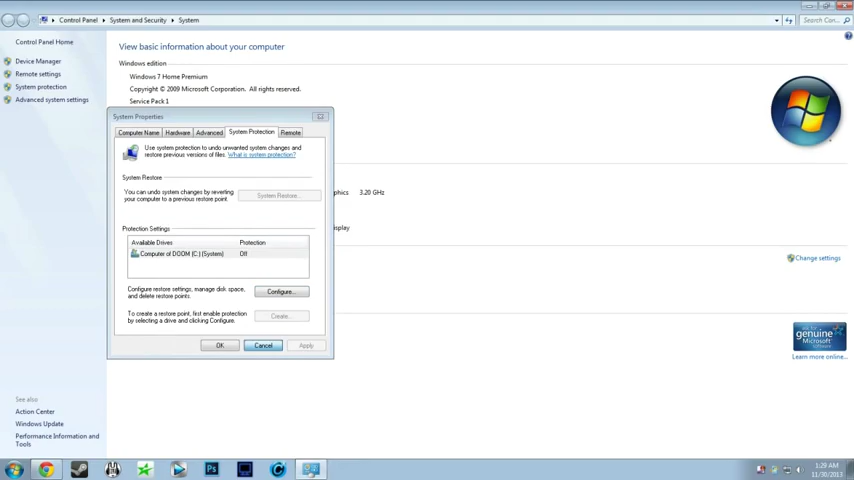 Control Panel
System and Security
System
Search Con...
Control Panel Home
Device Manager
Remote settings
System protection
Advanced system settings
View basic information about your computer
Windows edition
Windows 7 Home Premium
Copyright © 2009 Microsoft Corporation. All rights reserved.
Service Pack 1
System Properties
Computer Name
Hardware
Advanced
System Protection
Remote
Use system protection to undo unwanted system changes and
restore previous versions of files. What is system protection?
System Restore
You can undo system changes by reverting
your computer to a previous restore point
System Restore...
Protection Settings
Available Drives Protection
Computer of DOOM (C:) (System) Off
Configure restore settings, manage disk space,
and delete restore points.
Configure...
To create a restore point, first enable protection
by selecting a drive and clicking Configure.
Create...
OK
Cancel
Apply
phics 3.20 GHz
isplay
Change settings
ask for
genuine
Microsoft
software
Learn more online...
See also
Action Center
Windows Update
Performance Information and
Tools
Ps
1:29 AM
11/30/2013